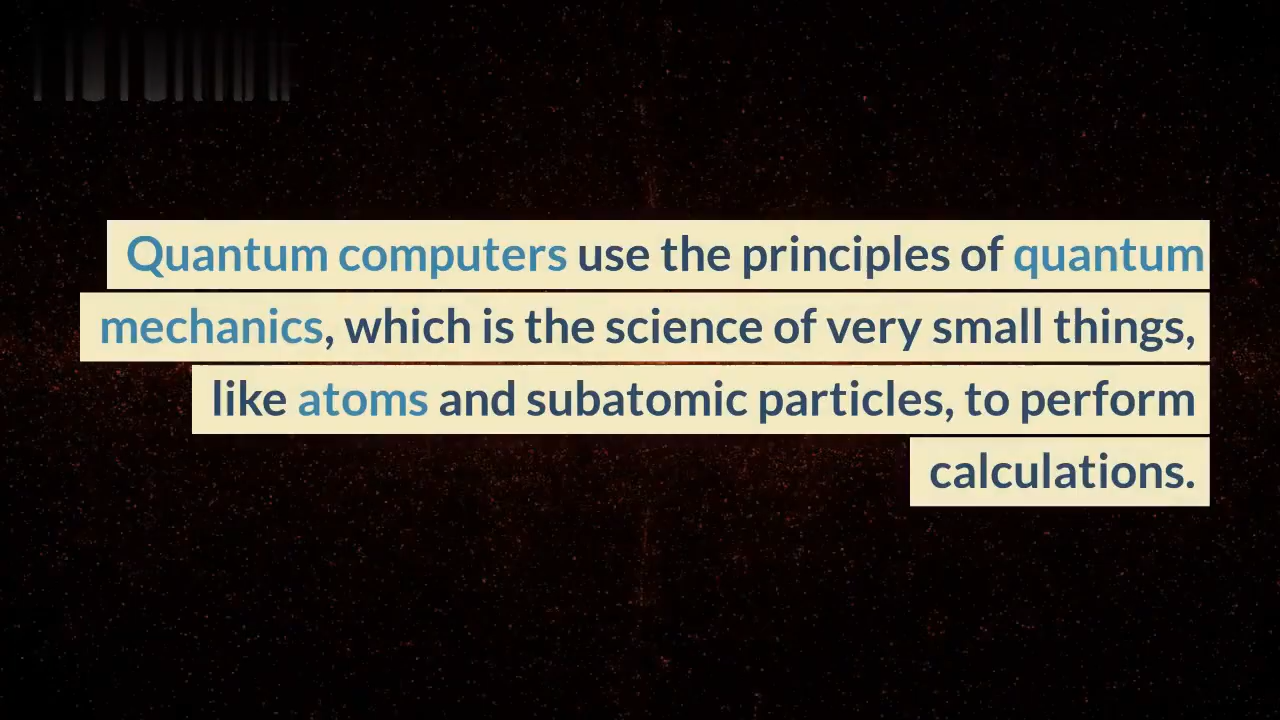 Quantum computers use the principles of quantum
mechanics, which is the science of very small things,
like atoms and subatomic particles, to perform
calculations.